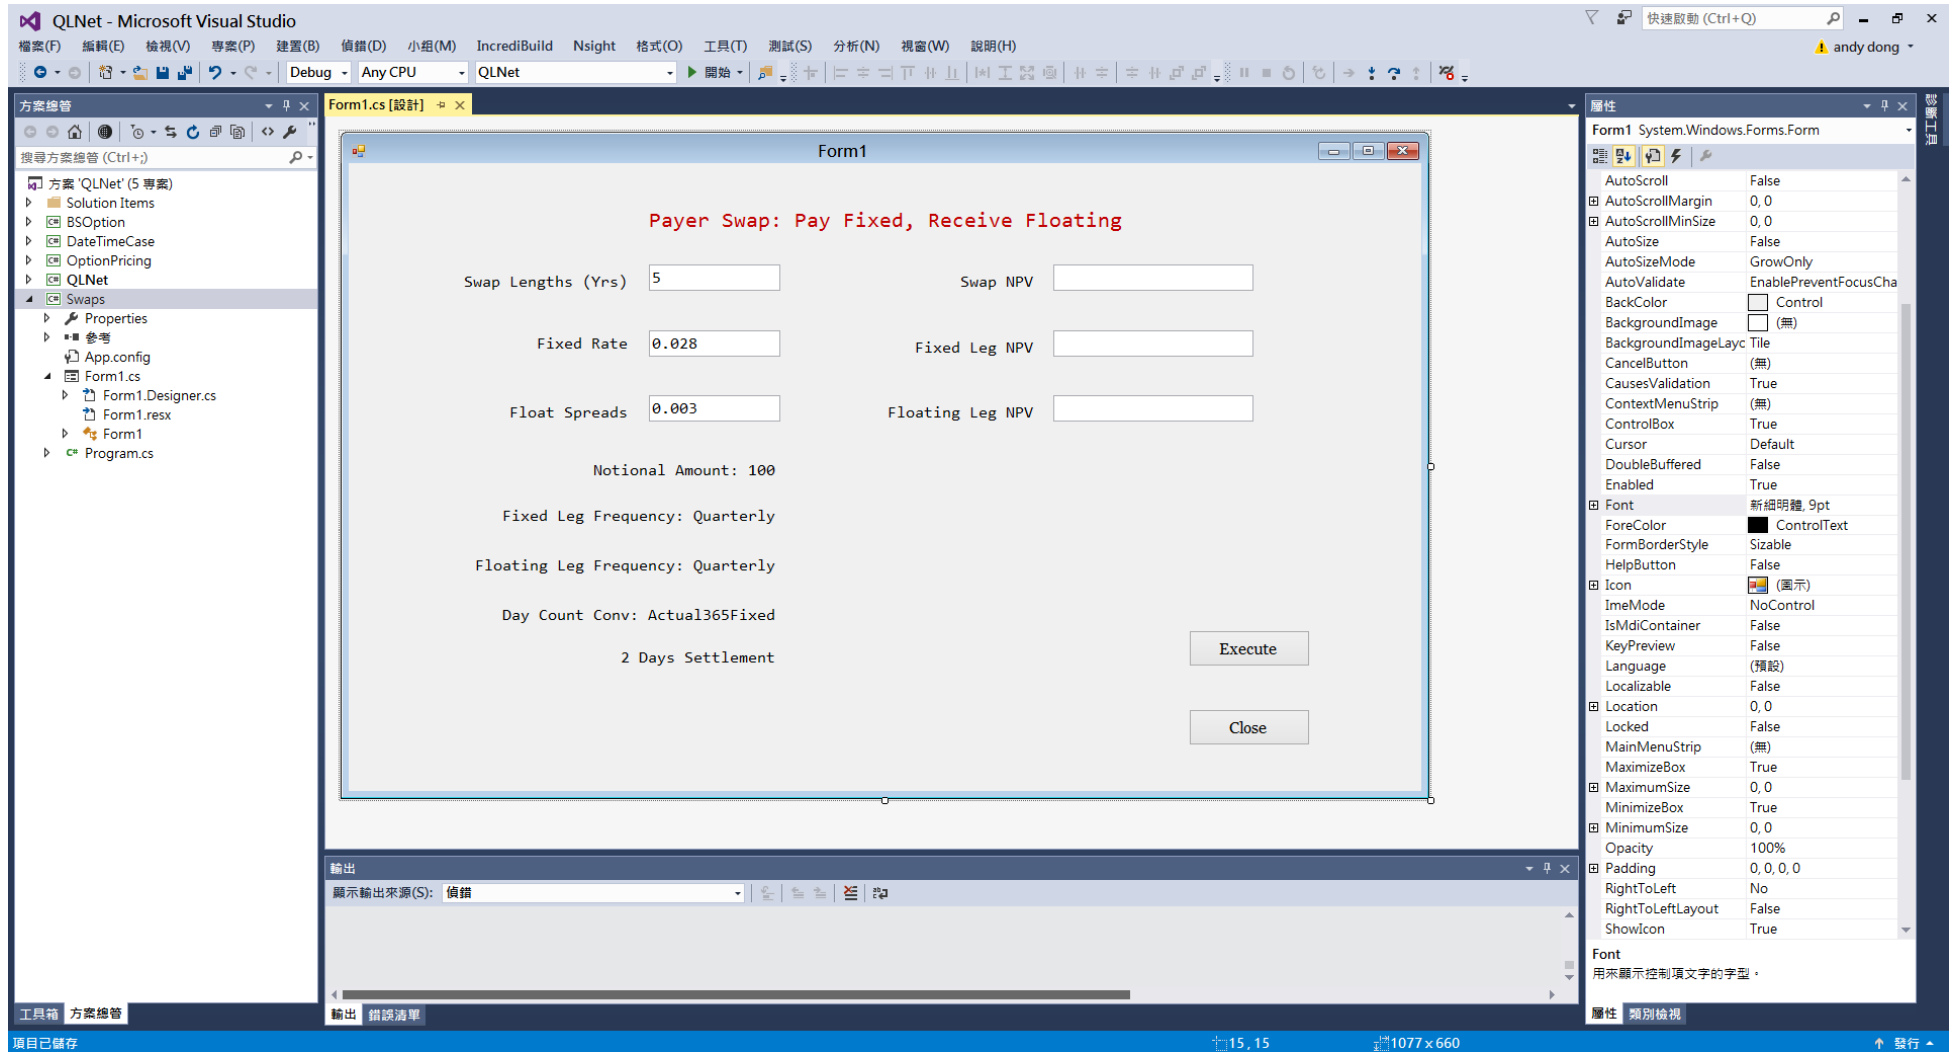 QLNet - Microsoft Visual Studio
快速啟動 (Ctrl+Q)
檔案(F) 編輯(E) 檢視(V) 專案(P) 建置(B) 偵錯(D) 小組(M) IncrediBuild Nsight 格式(O) 工具(T) 測試(S) 分析(N) 視窗(W) 說明(H)
andy dong
Debug Any CPU QLNet 開始
方案總管
搜尋方案總管 (Ctrl+;)
方案 'QLNet' (5 專案)
Solution Items
BSOption
DateTimeCase
OptionPricing
QLNet
Swaps
Properties
參考
App.config
Form1.cs
Form1.Designer.cs
Form1.resx
Form1
Program.cs
工具箱 方案總管
Form1.cs [設計]
Form1
Payer Swap: Pay Fixed, Receive Floating
Swap Lengths (Yrs) 5 Swap NPV
Fixed Rate 0.028 Fixed Leg NPV
Float Spreads 0.003 Floating Leg NPV
Notional Amount: 100
Fixed Leg Frequency: Quarterly
Floating Leg Frequency: Quarterly
Day Count Conv: Actual365Fixed
2 Days Settlement
Execute
Close
輸出
顯示輸出來源(S): 偵錯
輸出 錯誤清單
屬性
Form1 System.Windows.Forms.Form
AutoScroll False
AutoScrollMargin 0, 0
AutoScrollMinSize 0, 0
AutoSize False
AutoSizeMode GrowOnly
AutoValidate EnablePreventFocusCha
BackColor Control
BackgroundImage (無)
BackgroundImageLayc Tile
CancelButton (無)
CausesValidation True
ContextMenuStrip (無)
ControlBox True
Cursor Default
DoubleBuffered False
Enabled True
Font 新細明體, 9pt
ForeColor ControlText
FormBorderStyle Sizable
HelpButton False
Icon (圖示)
ImeMode NoControl
IsMdiContainer False
KeyPreview False
Language (預設)
Localizable False
Location 0, 0
Locked False
MainMenuStrip (無)
MaximizeBox True
MaximumSize 0, 0
MinimizeBox True
MinimumSize 0, 0
Opacity 100%
Padding 0, 0, 0, 0
RightToLeft No
RightToLeftLayout False
ShowIcon True
Font
用來顯示控制項文字的字型。
屬性 類別檢視
診斷工具
項目已儲存 15 , 15 1077 x 660 發行